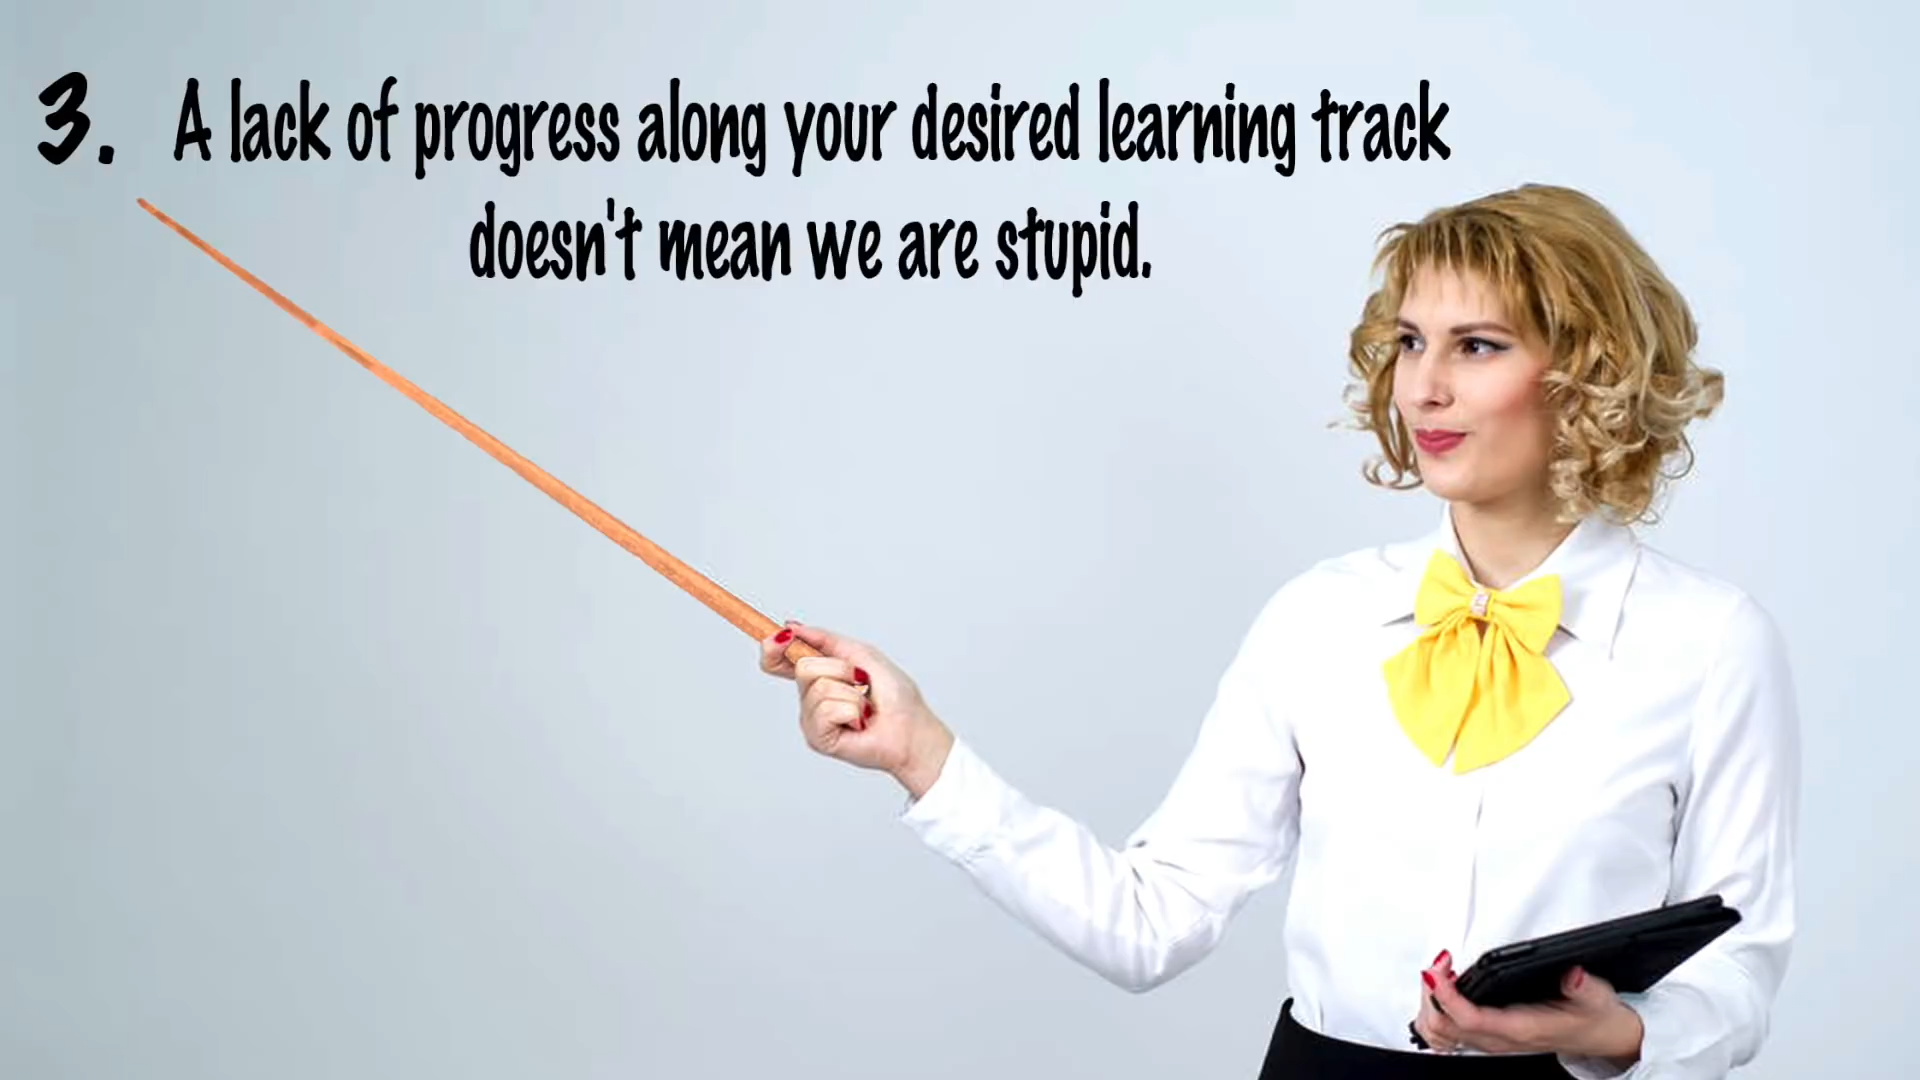 3. A lack of progress along your desired learning track
doesn't mean we are stupid.